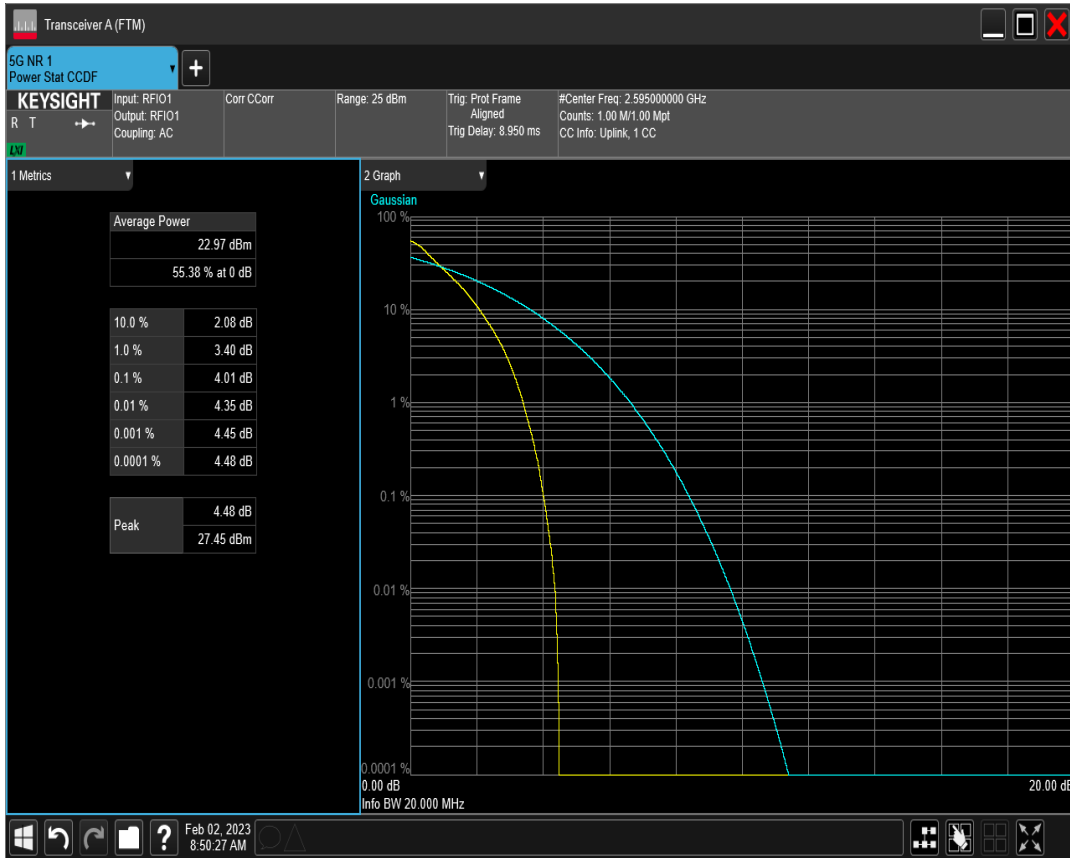 Transceiver A (FTM)
5G NR 1
Power Stat CCDF
+
KEYSIGHT
R T
LXI
Input: RFIO1
Output: RFIO1
Coupling: AC
Corr CCorr
Range: 25 dBm
Trig: Prot Frame
Aligned
Trig Delay: 8.950 ms
#Center Freq: 2.595000000 GHz
Counts: 1.00 M/1.00 Mpt
CC Info: Uplink, 1 CC
1 Metrics
Average Power
22.97 dBm
55.38 % at 0 dB
10.0 % 2.08 dB
1.0 % 3.40 dB
0.1 % 4.01 dB
0.01 % 4.35 dB
0.001 % 4.45 dB
0.0001 % 4.48 dB
Peak
4.48 dB
27.45 dBm
2 Graph
Gaussian
100 %
10 %
1 %
0.1 %
0.01 %
0.001 %
0.0001 %
0.00 dB 20.00 dB
Info BW 20.000 MHz
?
Feb 02, 2023
8:50:27 AM